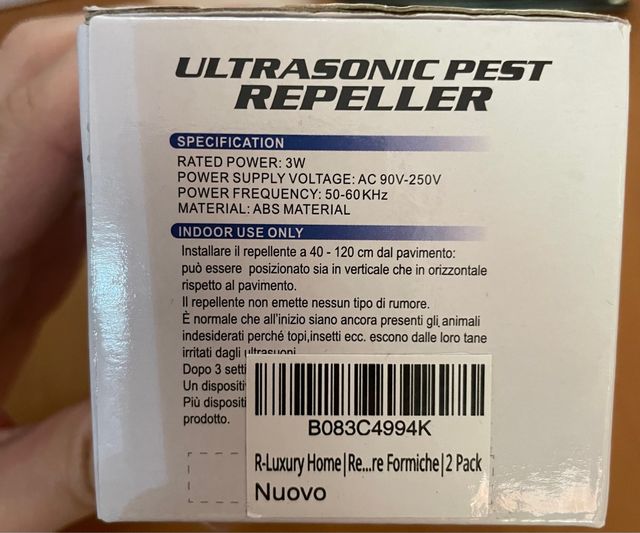 ULTRASONIC PEST
REPELLER
SPECIFICATION
RATED POWER: 3W
POWER SUPPLY VOLTAGE: AC 90V-250V
POWER FREQUENCY: 50-60KHz
MATERIAL: ABS MATERIAL
INDOOR USE ONLY
Installare il repellente a 40 - 120 cm dal pavimento:
può essere posizionato sia in verticale che in orizzontale
rispetto al pavimento.
Il repellente non emette nessun tipo di rumore.
È normale che all'inizio siano ancora presenti gli animali
indesiderati perché topi,insetti ecc. escono dalle loro tane
irritati dagli ultrasuoni
Dopo 3 setti
Un dispositi
Più dispositi
prodotto.
B083C4994K
R-Luxury Home|Re...re Formiche|2 Pack
Nuovo